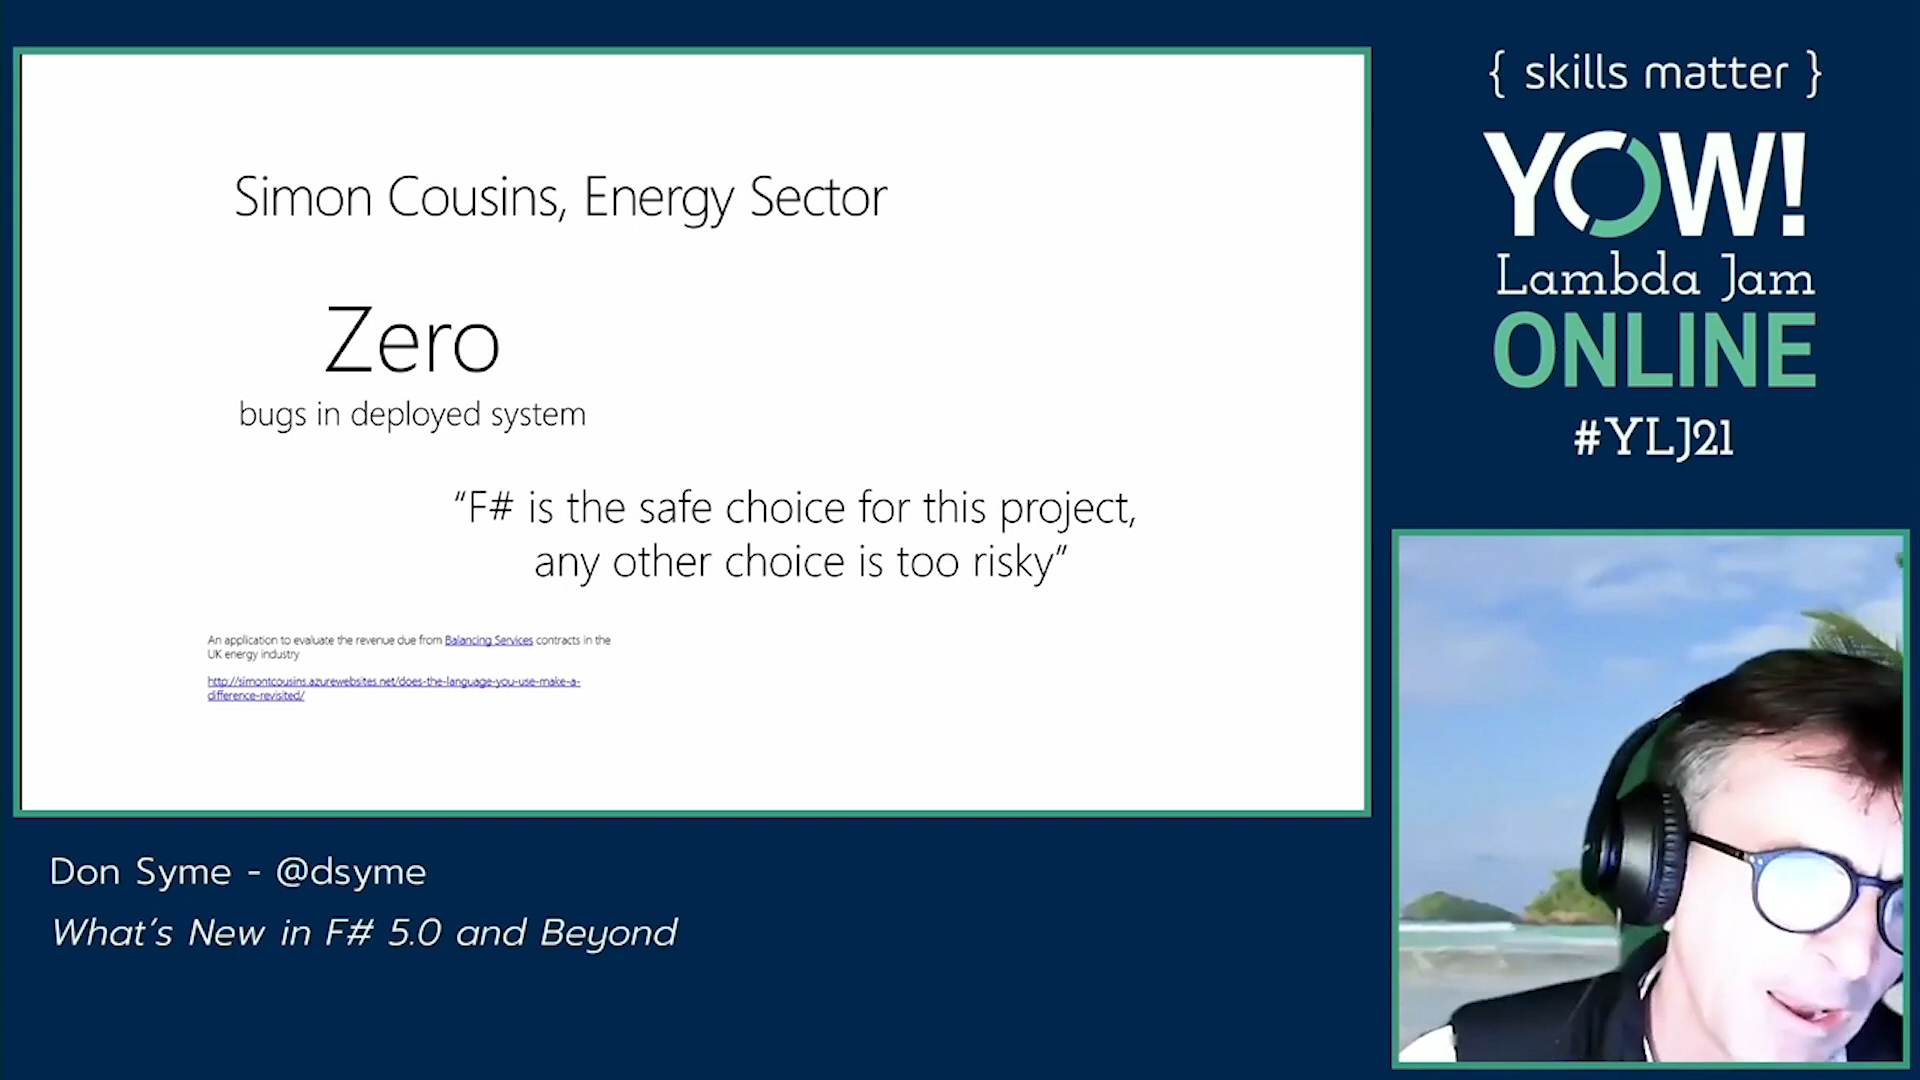 Simon Cousins, Energy Sector
Zero
bugs in deployed system
“F# is the safe choice for this project,
any other choice is too risky”
An application to evaluate the revenue due from Balancing Services contracts in the
UK energy industry
http://simontcousins.azurewebsites.net/does-the-language-you-use-make-a-
difference-revisited/
{ skills matter }
YOW!
Lambda Jam
ONLINE
#YLJ21
Don Syme - @dsyme
What’s New in F# 5.0 and Beyond